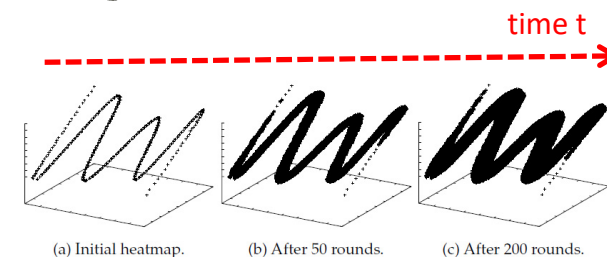 time t
(a) Initial heatmap.
(b) After 50 rounds.
(c) After 200 rounds.